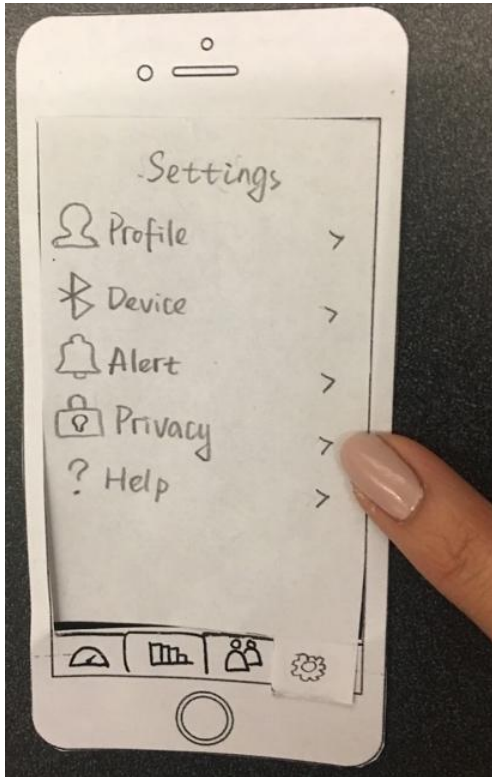 Settings
Profile >
Device >
Alert >
Privacy >
? Help >